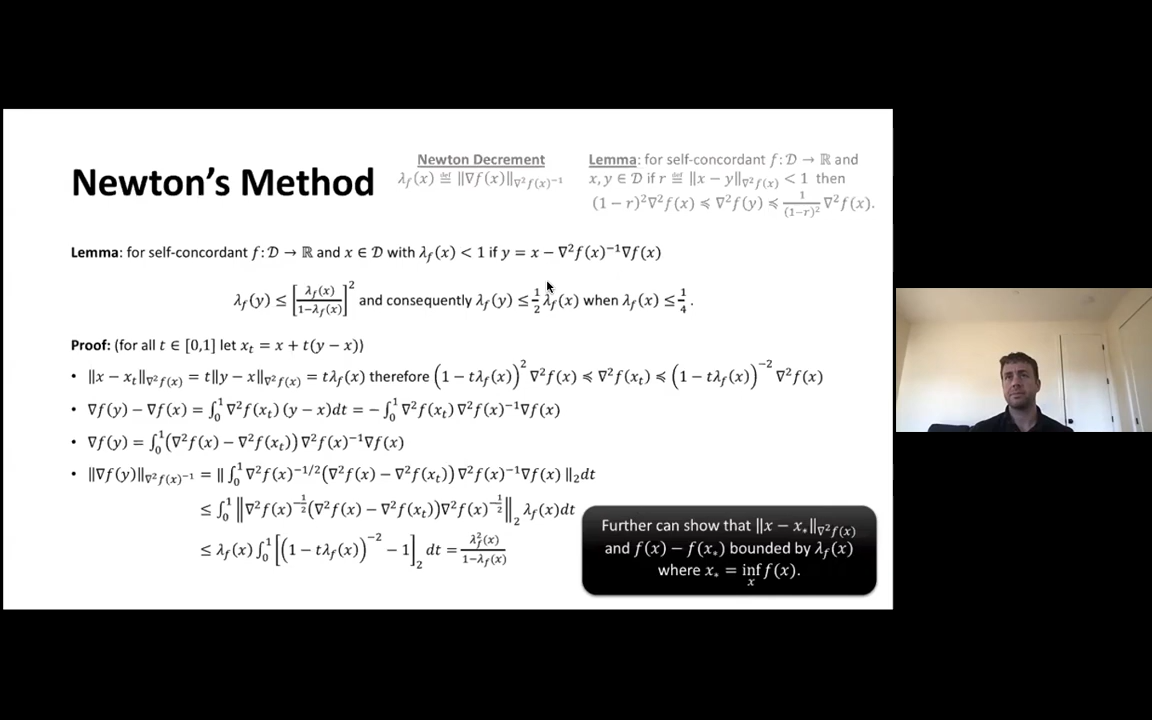 Newton's Method
Newton Decrement
λ_f(x) ≝ ‖∇f(x)‖_{∇²f(x)⁻¹}
Lemma: for self-concordant f: 𝒟 → ℝ and
x, y ∈ 𝒟 if r ≝ ‖x − y‖_{∇²f(x)} < 1 then
(1 − r)²∇²f(x) ≼ ∇²f(y) ≼ 1/(1−r)² ∇²f(x).
Lemma: for self-concordant f: 𝒟 → ℝ and x ∈ 𝒟 with λ_f(x) < 1 if y = x − ∇²f(x)⁻¹∇f(x)
λ_f(y) ≤ [λ_f(x)/(1−λ_f(x))]² and consequently λ_f(y) ≤ 1/2 λ_f(x) when λ_f(x) ≤ 1/4.
Proof: (for all t ∈ [0,1] let x_t = x + t(y − x))
• ‖x − x_t‖_{∇²f(x)} = t‖y − x‖_{∇²f(x)} = tλ_f(x) therefore (1 − tλ_f(x))² ∇²f(x) ≼ ∇²f(x_t) ≼ (1 − tλ_f(x))⁻² ∇²f(x)
• ∇f(y) − ∇f(x) = ∫₀¹ ∇²f(x_t) (y − x)dt = − ∫₀¹ ∇²f(x_t) ∇²f(x)⁻¹∇f(x)
• ∇f(y) = ∫₀¹(∇²f(x) − ∇²f(x_t)) ∇²f(x)⁻¹∇f(x)
• ‖∇f(y)‖_{∇²f(x)⁻¹} = ‖ ∫₀¹ ∇²f(x)^{−1/2}(∇²f(x) − ∇²f(x_t)) ∇²f(x)⁻¹∇f(x) ‖₂dt
≤ ∫₀¹ ‖∇²f(x)^{−1/2}(∇²f(x) − ∇²f(x_t))∇²f(x)^{−1/2}‖₂ λ_f(x)dt
≤ λ_f(x) ∫₀¹ [(1 − tλ_f(x))⁻² − 1]₂ dt = λ_f²(x)/(1−λ_f(x))
Further can show that ‖x − x_*‖_{∇²f(x)}
and f(x) − f(x_*) bounded by λ_f(x)
where x_* = inf_x f(x).